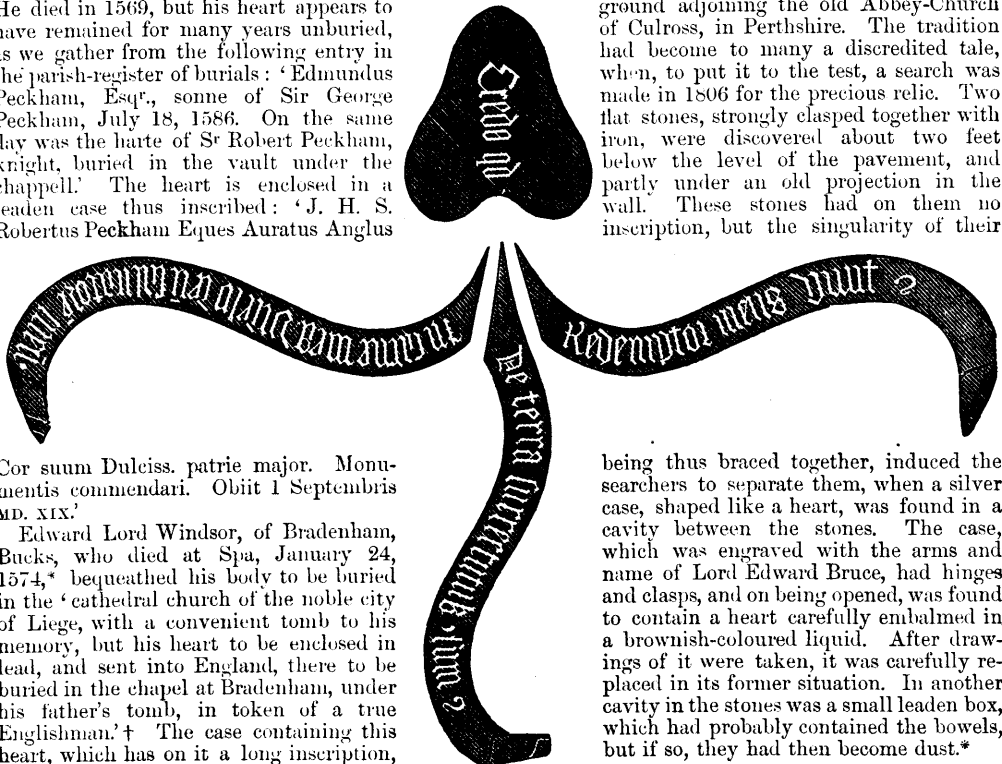 He died in 1569, but his heart appears to
have remained for many years unburied,
as we gather from the following entry in
the parish-register of burials : ‘ Edmundus
Peckham, Esqr., sonne of Sir George
Peckham, July 18, 1586. On the same
day was the harte of Sr Robert Peckham,
knight, buried in the vault under the
chappell.’ The heart is enclosed in a
leaden case thus inscribed : ‘ J. H. S.
Robertus Peckham Eques Auratus Anglus
Cor suum Dulciss. patrie major. Monu-
mentis commendari. Obiit 1 Septembris
MD. XIX.’
Edward Lord Windsor, of Bradenham,
Bucks, who died at Spa, January 24,
1574,* bequeathed his body to be buried
in the ‘ cathedral church of the noble city
of Liege, with a convenient tomb to his
memory, but his heart to be enclosed in
lead, and sent into England, there to be
buried in the chapel at Bradenham, under
his father's tomb, in token of a true
Englishman.’ † The case containing this
heart, which has on it a long inscription,
Credo qd
Redemptor meus vivit
De terra surrecturus sum
ground adjoining the old Abbey-Church
of Culross, in Perthshire. The tradition
had become to many a discredited tale,
when, to put it to the test, a search was
made in 1806 for the precious relic. Two
flat stones, strongly clasped together with
iron, were discovered about two feet
below the level of the pavement, and
partly under an old projection in the
wall. These stones had on them no
inscription, but the singularity of their
being thus braced together, induced the
searchers to separate them, when a silver
case, shaped like a heart, was found in a
cavity between the stones. The case,
which was engraved with the arms and
name of Lord Edward Bruce, had hinges
and clasps, and on being opened, was found
to contain a heart carefully embalmed in
a brownish-coloured liquid. After draw-
ings of it were taken, it was carefully re-
placed in its former situation. In another
cavity in the stones was a small leaden box,
which had probably contained the bowels,
but if so, they had then become dust.*